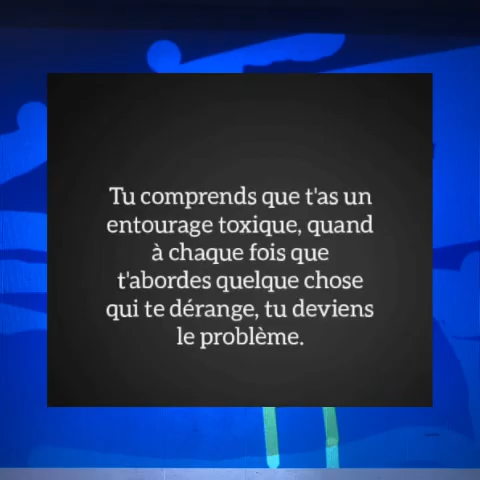 Tu comprends que t'as un
entourage toxique, quand
à chaque fois que
t'abordes quelque chose
qui te dérange, tu deviens
le problème.